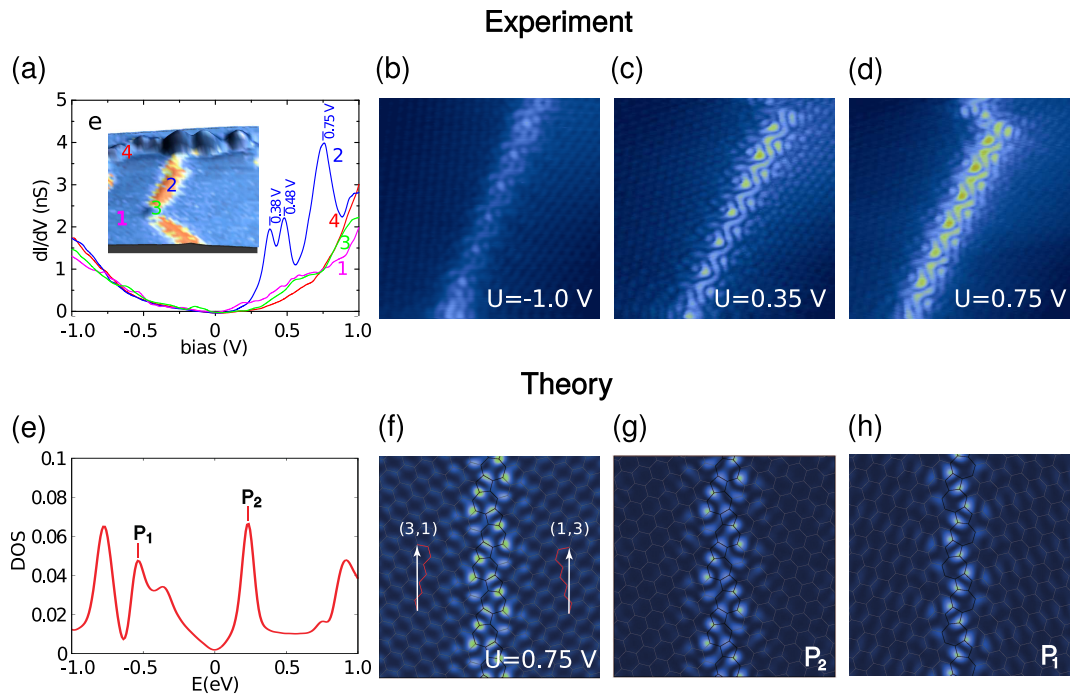 Experiment
(a)
(b)
(c)
(d)
5
4
3
2
1
0
dI/dV (nS)
-1.0
-0.5
0
0.5
1.0
bias (V)
e
4
2
3
1
0.38 V
0.48 V
0.75 V
2
4
3
1
U=-1.0 V
U=0.35 V
U=0.75 V
Theory
(e)
(f)
(g)
(h)
0.1
0.08
0.06
0.04
0.02
0
DOS
P1
P2
-1.0
-0.5
0
0.5
1.0
E(eV)
(3,1)
(1,3)
U=0.75 V
P2
P1